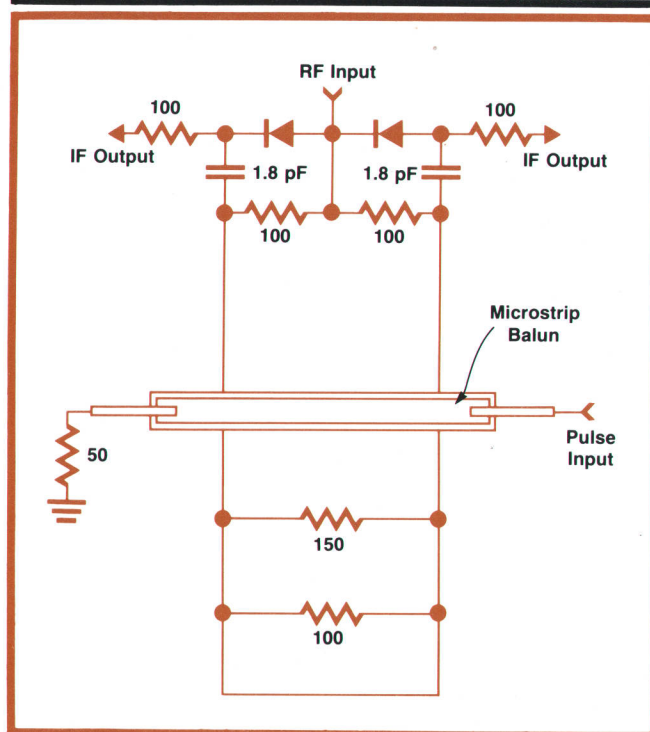 RF Input
100
100
IF Output
IF Output
1.8 pF
1.8 pF
100
100
Microstrip
Balun
Pulse
Input
50
150
100